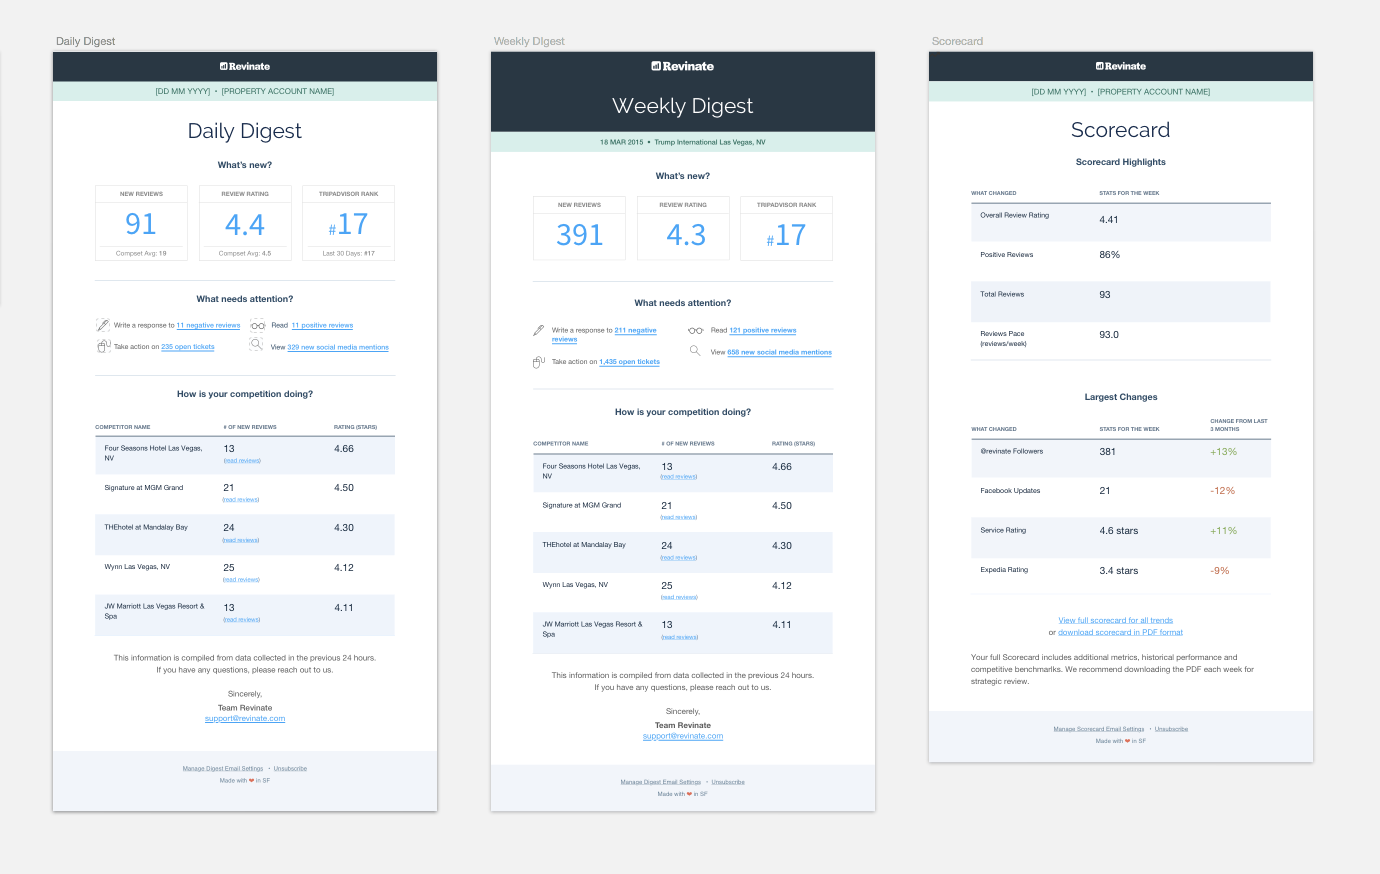 Daily Digest
Revinate
[DD MM YYYY] • [PROPERTY ACCOUNT NAME]
Daily Digest
What's new?
NEW REVIEWS
91
Compset Avg: 19
REVIEW RATING
4.4
Compset Avg: 4.5
TRIPADVISOR RANK
#17
Last 30 Days: #17
What needs attention?
Write a response to 11 negative reviews
Read 11 positive reviews
Take action on 235 open tickets
View 329 new social media mentions
How is your competition doing?
COMPETITOR NAME # OF NEW REVIEWS RATING (STARS)
Four Seasons Hotel Las Vegas, 13 4.66
NV (read reviews)
Signature at MGM Grand 21 4.50
(read reviews)
THEhotel at Mandalay Bay 24 4.30
(read reviews)
Wynn Las Vegas, NV 25 4.12
(read reviews)
JW Marriott Las Vegas Resort & 13 4.11
Spa (read reviews)
This information is compiled from data collected in the previous 24 hours.
If you have any questions, please reach out to us.
Sincerely,
Team Revinate
support@revinate.com
Manage Digest Email Settings • Unsubscribe
Made with ❤ in SF
Weekly DIgest
Revinate
Weekly Digest
18 MAR 2015 • Trump International Las Vegas, NV
What's new?
NEW REVIEWS
391
REVIEW RATING
4.3
TRIPADVISOR RANK
#17
What needs attention?
Write a response to 211 negative
reviews
Read 121 positive reviews
Take action on 1,435 open tickets
View 658 new social media mentions
How is your competition doing?
COMPETITOR NAME # OF NEW REVIEWS RATING (STARS)
Four Seasons Hotel Las Vegas, 13 4.66
NV (read reviews)
Signature at MGM Grand 21 4.50
(read reviews)
THEhotel at Mandalay Bay 24 4.30
(read reviews)
Wynn Las Vegas, NV 25 4.12
(read reviews)
JW Marriott Las Vegas Resort & 13 4.11
Spa (read reviews)
This information is compiled from data collected in the previous 24 hours.
If you have any questions, please reach out to us.
Sincerely,
Team Revinate
support@revinate.com
Manage Digest Email Settings • Unsubscribe
Made with ❤ in SF
Scorecard
Revinate
[DD MM YYYY] • [PROPERTY ACCOUNT NAME]
Scorecard
Scorecard Highlights
WHAT CHANGED STATS FOR THE WEEK
Overall Review Rating 4.41
Positive Reviews 86%
Total Reviews 93
Reviews Pace 93.0
(reviews/week)
Largest Changes
WHAT CHANGED STATS FOR THE WEEK CHANGE FROM LAST
3 MONTHS
@revinate Followers 381 +13%
Facebook Updates 21 -12%
Service Rating 4.6 stars +11%
Expedia Rating 3.4 stars -9%
View full scorecard for all trends
or download scorecard in PDF format
Your full Scorecard includes additional metrics, historical performance and
competitive benchmarks. We recommend downloading the PDF each week for
strategic review.
Manage Scorecard Email Settings • Unsubscribe
Made with ❤ in SF